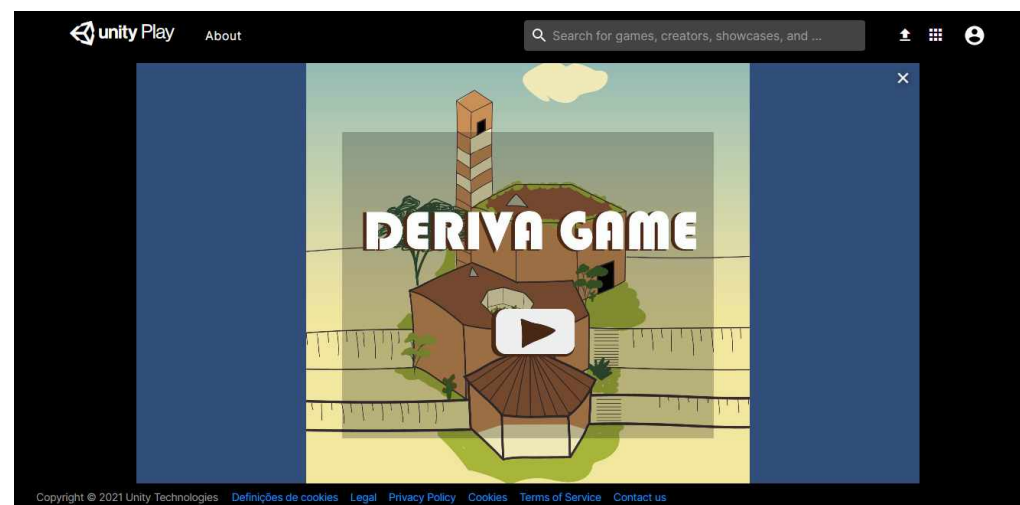 unity Play About Search for games, creators, showcases, and ...
DERIVA GAME
Copyright © 2021 Unity Technologies Definições de cookies Legal Privacy Policy Cookies Terms of Service Contact us